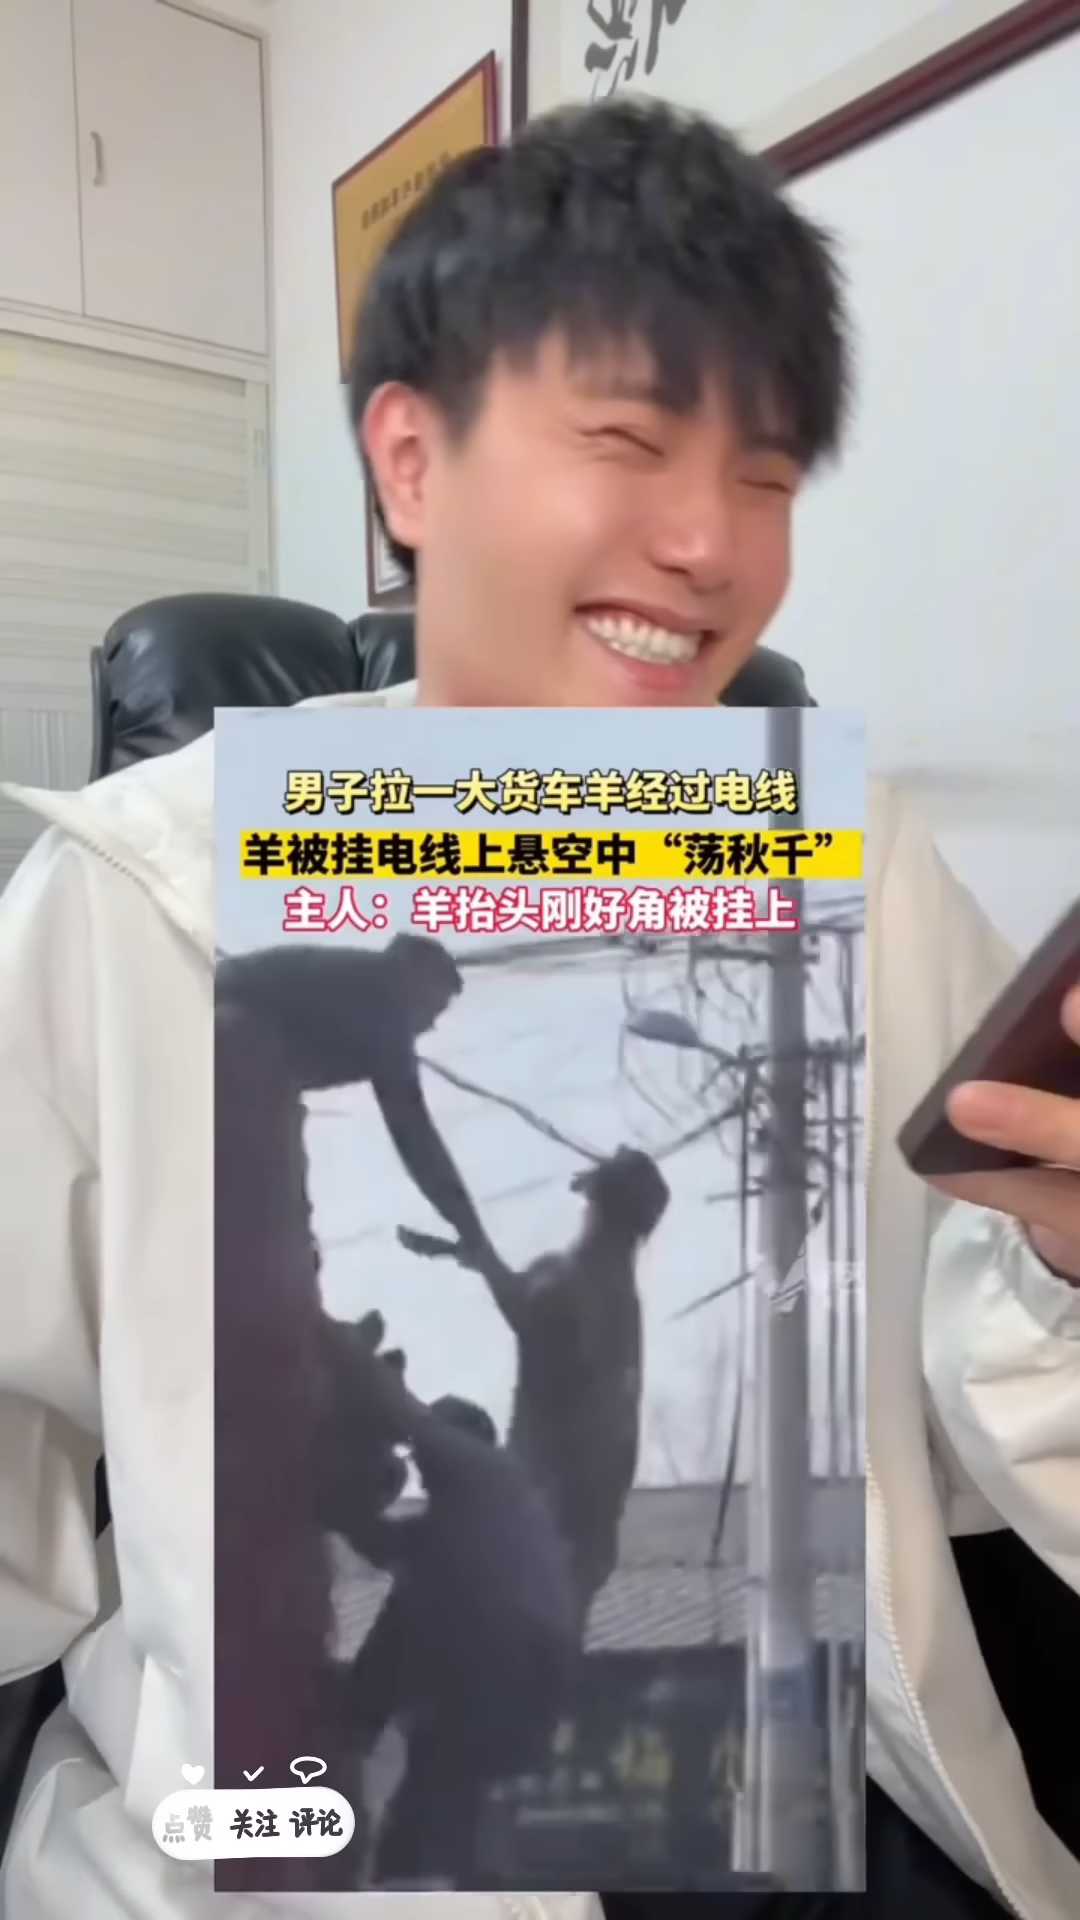 男子拉一大货车羊经过电线
羊被挂电线上悬空中“荡秋千”
主人：羊抬头刚好角被挂上
点赞 关注 评论